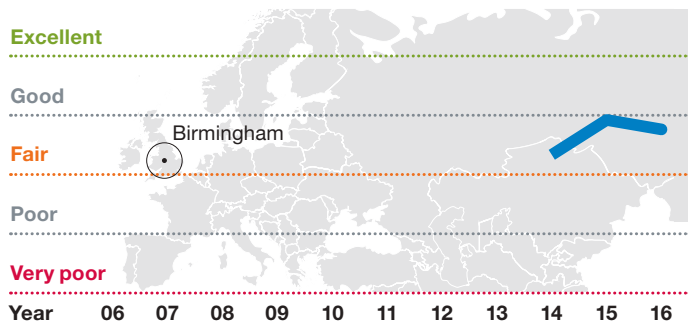 Excellent
Good
Birmingham
Fair
Poor
Very poor
Year 06 07 08 09 10 11 12 13 14 15 16